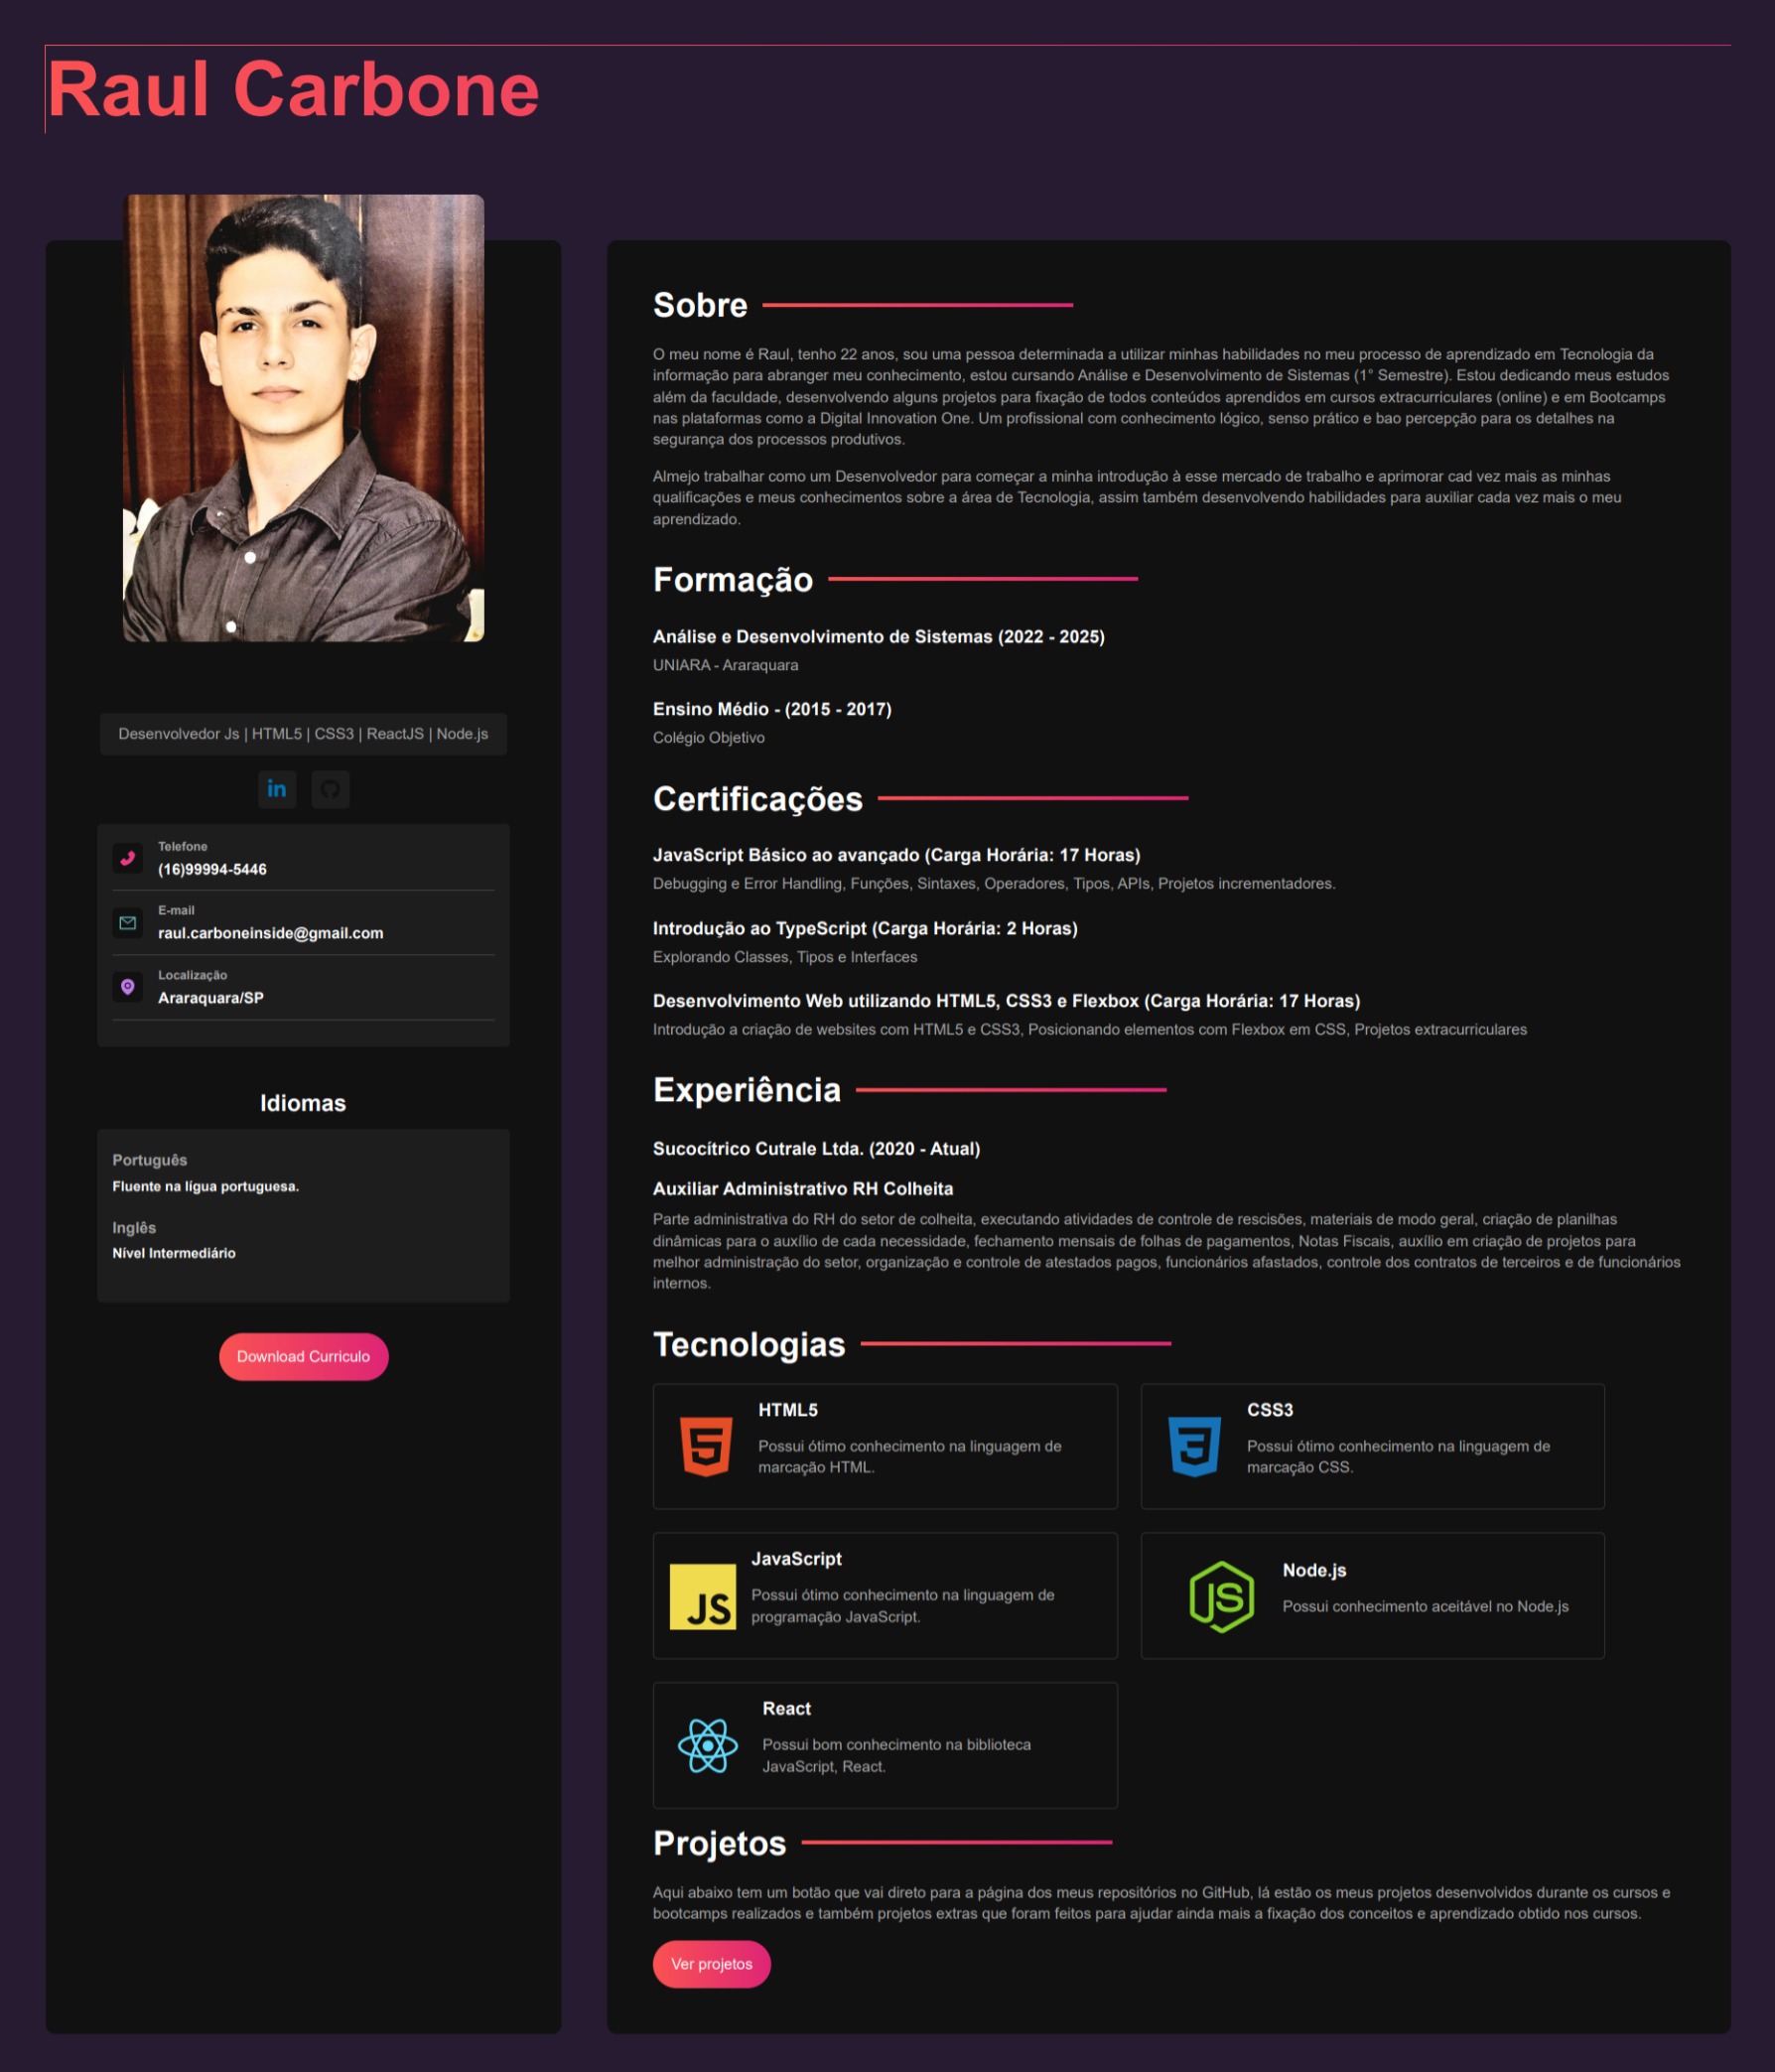 Raul Carbone
Desenvolvedor Js | HTML5 | CSS3 | ReactJS | Node.js
in
Telefone
(16)99994-5446
E-mail
raul.carboneinside@gmail.com
Localização
Araraquara/SP
Idiomas
Português
Fluente na lígua portuguesa.
Inglês
Nível Intermediário
Download Curriculo
Sobre
O meu nome é Raul, tenho 22 anos, sou uma pessoa determinada a utilizar minhas habilidades no meu processo de aprendizado em Tecnologia da
informação para abranger meu conhecimento, estou cursando Análise e Desenvolvimento de Sistemas (1° Semestre). Estou dedicando meus estudos
além da faculdade, desenvolvendo alguns projetos para fixação de todos conteúdos aprendidos em cursos extracurriculares (online) e em Bootcamps
nas plataformas como a Digital Innovation One. Um profissional com conhecimento lógico, senso prático e bao percepção para os detalhes na
segurança dos processos produtivos.
Almejo trabalhar como um Desenvolvedor para começar a minha introdução à esse mercado de trabalho e aprimorar cad vez mais as minhas
qualificações e meus conhecimentos sobre a área de Tecnologia, assim também desenvolvendo habilidades para auxiliar cada vez mais o meu
aprendizado.
Formação
Análise e Desenvolvimento de Sistemas (2022 - 2025)
UNIARA - Araraquara
Ensino Médio - (2015 - 2017)
Colégio Objetivo
Certificações
JavaScript Básico ao avançado (Carga Horária: 17 Horas)
Debugging e Error Handling, Funções, Sintaxes, Operadores, Tipos, APIs, Projetos incrementadores.
Introdução ao TypeScript (Carga Horária: 2 Horas)
Explorando Classes, Tipos e Interfaces
Desenvolvimento Web utilizando HTML5, CSS3 e Flexbox (Carga Horária: 17 Horas)
Introdução a criação de websites com HTML5 e CSS3, Posicionando elementos com Flexbox em CSS, Projetos extracurriculares
Experiência
Sucocítrico Cutrale Ltda. (2020 - Atual)
Auxiliar Administrativo RH Colheita
Parte administrativa do RH do setor de colheita, executando atividades de controle de rescisões, materiais de modo geral, criação de planilhas
dinâmicas para o auxílio de cada necessidade, fechamento mensais de folhas de pagamentos, Notas Fiscais, auxílio em criação de projetos para
melhor administração do setor, organização e controle de atestados pagos, funcionários afastados, controle dos contratos de terceiros e de funcionários
internos.
Tecnologias
HTML5
Possui ótimo conhecimento na linguagem de
marcação HTML.
CSS3
Possui ótimo conhecimento na linguagem de
marcação CSS.
JS
JavaScript
Possui ótimo conhecimento na linguagem de
programação JavaScript.
JS
Node.js
Possui conhecimento aceitável no Node.js
React
Possui bom conhecimento na biblioteca
JavaScript, React.
Projetos
Aqui abaixo tem um botão que vai direto para a página dos meus repositórios no GitHub, lá estão os meus projetos desenvolvidos durante os cursos e
bootcamps realizados e também projetos extras que foram feitos para ajudar ainda mais a fixação dos conceitos e aprendizado obtido nos cursos.
Ver projetos